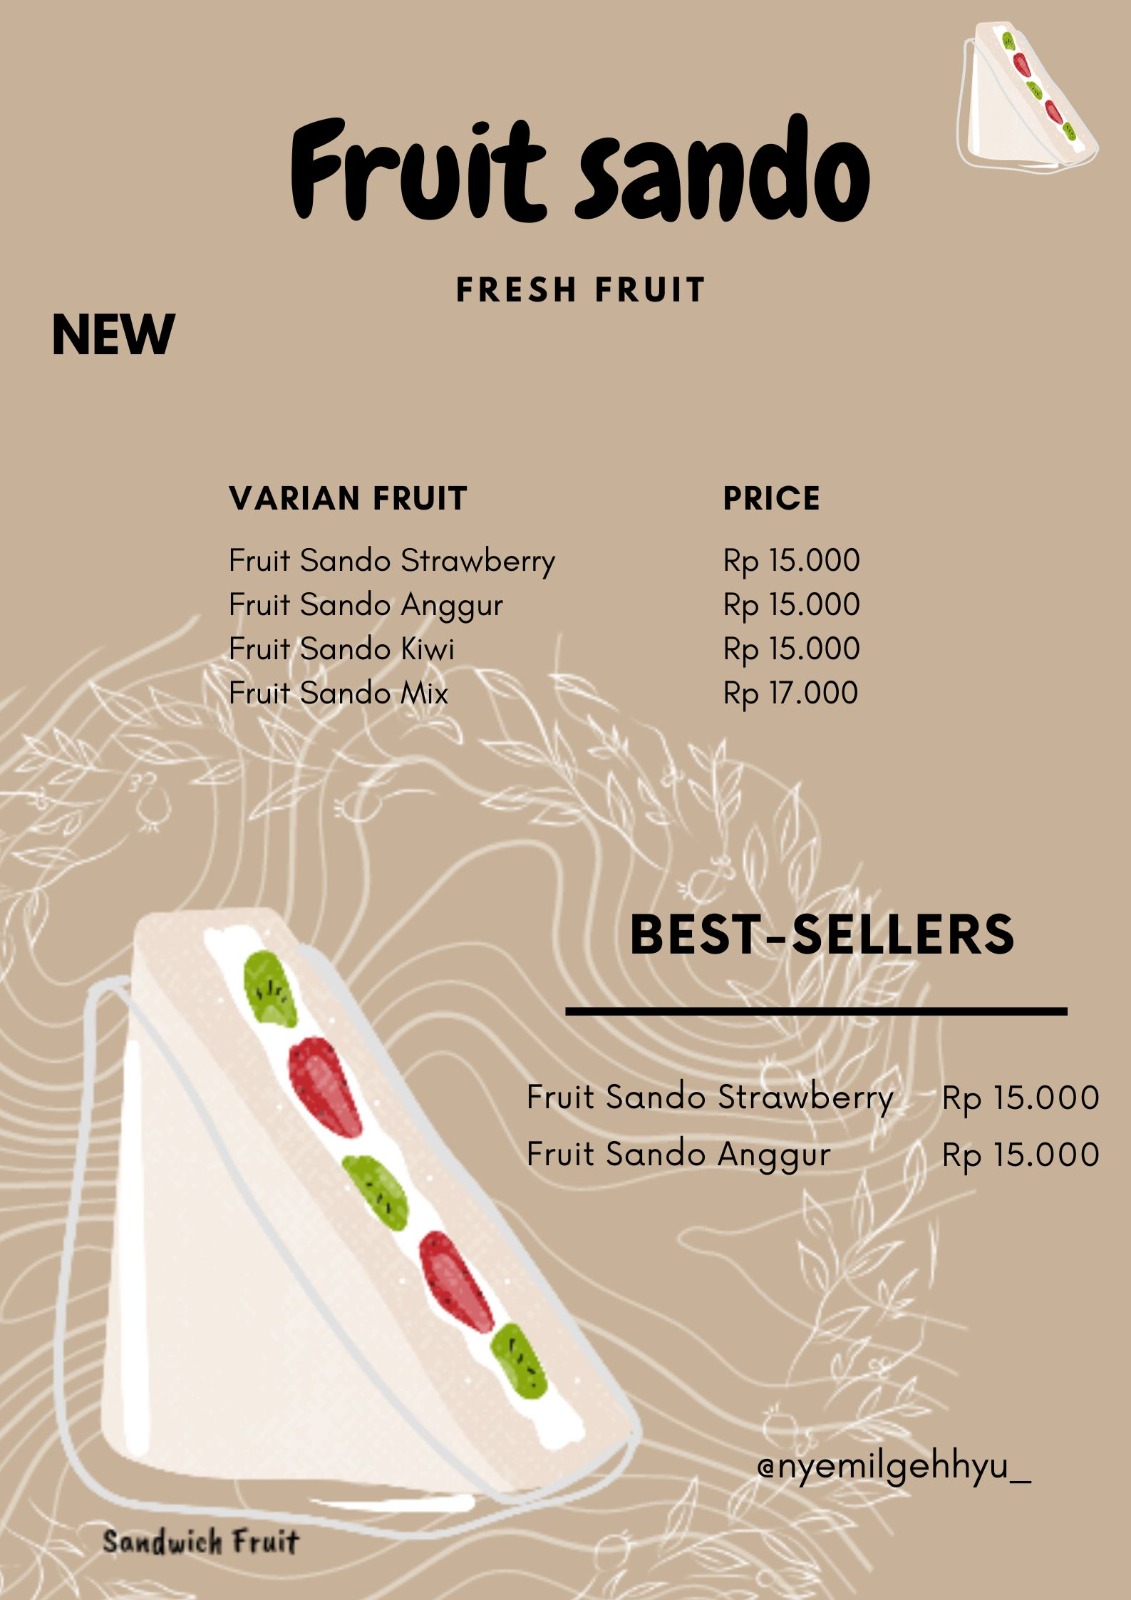 Fruit sando
FRESH FRUIT
NEW
VARIAN FRUIT PRICE
Fruit Sando Strawberry Rp 15.000
Fruit Sando Anggur Rp 15.000
Fruit Sando Kiwi Rp 15.000
Fruit Sando Mix Rp 17.000
BEST-SELLERS
Fruit Sando Strawberry Rp 15.000
Fruit Sando Anggur Rp 15.000
@nyemilgehhyu_
Sandwich Fruit